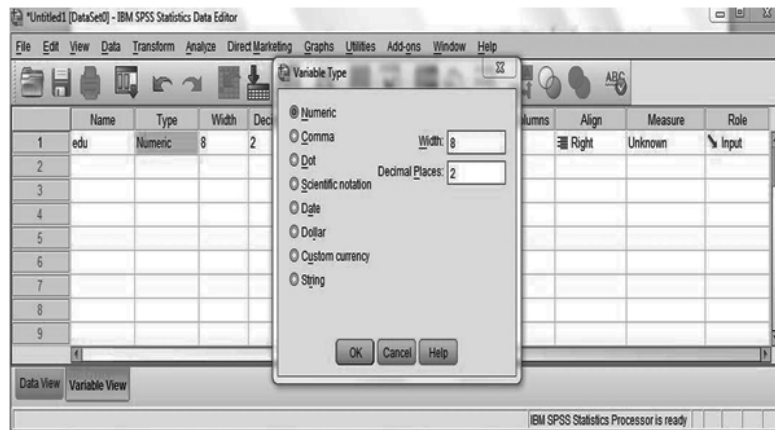 *Untitled1 [DataSet0] - IBM SPSS Statistics Data Editor
File Edit View Data Transform Analyze Direct Marketing Graphs Utilities Add-ons Window Help
Variable Type
ABC
Name Type Width Deci lumns Align Measure Role
1 edu Numeric 8 2 Right Unknown Input
2
3
4
5
6
7
8
9
Numeric
Comma
Dot
Scientific notation
Date
Dollar
Custom currency
String
Width: 8
Decimal Places: 2
OK Cancel Help
Data View Variable View
IBM SPSS Statistics Processor is ready